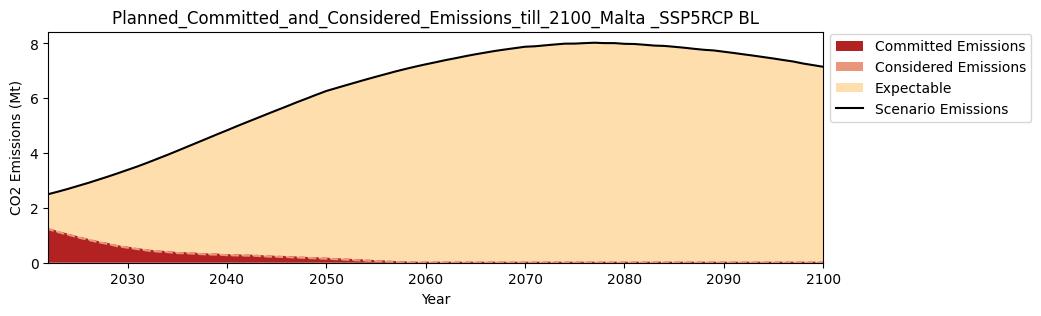 Planned_Committed_and_Considered_Emissions_till_2100_Malta _SSP5RCP BL
CO2 Emissions (Mt)
8
6
4
2
0
2030 2040 2050 2060 2070 2080 2090 2100
Year
Committed Emissions
Considered Emissions
Expectable
Scenario Emissions